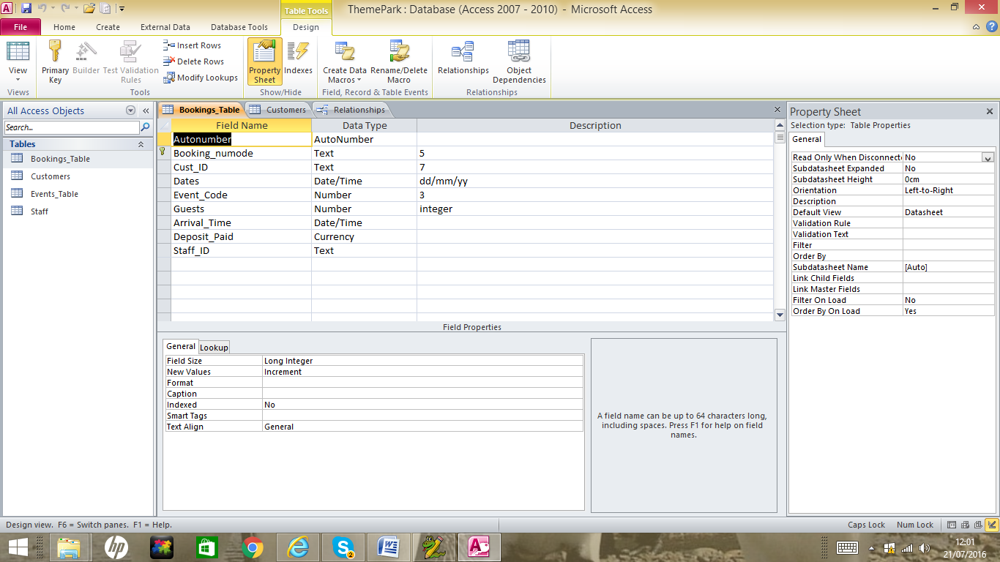 ThemePark : Database (Access 2007 - 2010) - Microsoft Access
Table Tools
File Home Create External Data Database Tools Design
View
Primary Key
Builder
Test Validation Rules
Insert Rows
Delete Rows
Modify Lookups
Property Sheet
Indexes
Create Data Macros
Rename/Delete Macro
Relationships
Object Dependencies
Views Tools Show/Hide Field, Record & Table Events Relationships
All Access Objects
Search...
Tables
Bookings_Table
Customers
Events_Table
Staff
Bookings_Table Customers Relationships
Field Name Data Type Description
Autonumber AutoNumber
Booking_numode Text 5
Cust_ID Text 7
Dates Date/Time dd/mm/yy
Event_Code Number 3
Guests Number integer
Arrival_Time Date/Time
Deposit_Paid Currency
Staff_ID Text
Field Properties
General Lookup
Field Size Long Integer
New Values Increment
Format
Caption
Indexed No
Smart Tags
Text Align General
A field name can be up to 64 characters long,
including spaces. Press F1 for help on field
names.
Property Sheet
Selection type: Table Properties
General
Read Only When Disconnecte No
Subdatasheet Expanded No
Subdatasheet Height 0cm
Orientation Left-to-Right
Description
Default View Datasheet
Validation Rule
Validation Text
Filter
Order By
Subdatasheet Name [Auto]
Link Child Fields
Link Master Fields
Filter On Load No
Order By On Load Yes
Design view. F6 = Switch panes. F1 = Help.
Caps Lock Num Lock
hp
2
12:01
21/07/2016